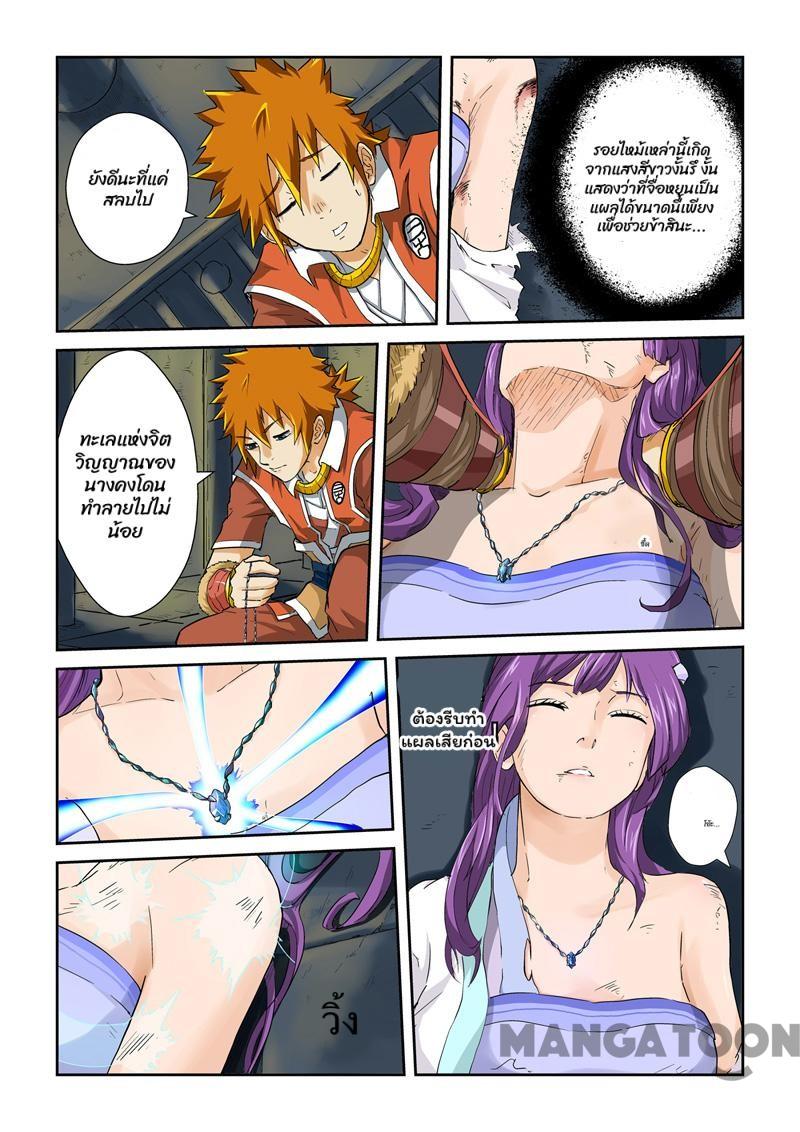 ยังดีนะที่แค่
สลบไป
รอยไหม้เหล่านี้เกิด
จากแสงสีขาวงั้นรึ งั้น
แสดงว่าที่จื่อหยุนเป็น
แผลได้ขนาดนี้เพียง
เพื่อช่วยข้าสินะ...
ทะเลแห่งจิต
วิญญาณของ
นางคงโดน
ทำลายไปไม่
น้อย
ต้องรีบทำ
แผลเสียก่อน
วิ้ง
MANGATOON